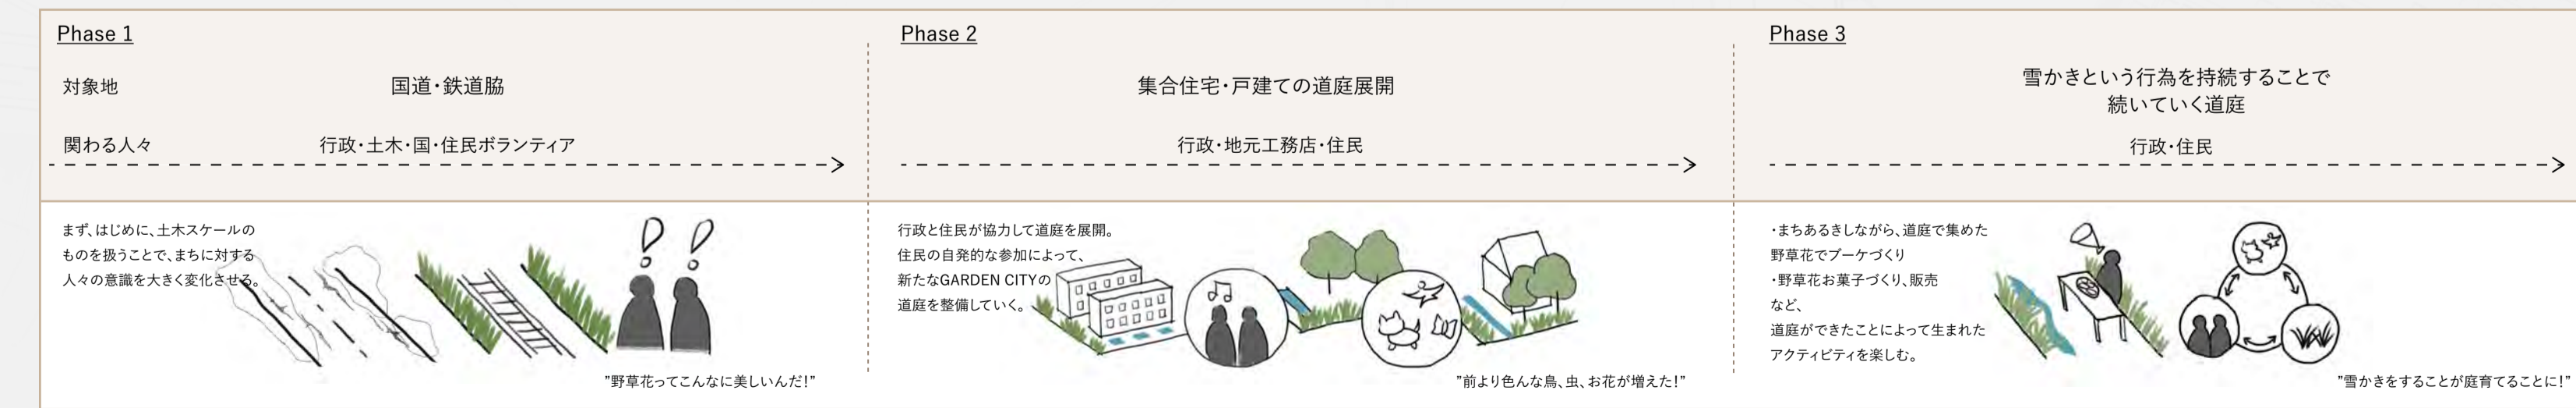 Phase 1
対象地
国道・鉄道脇
関わる人々
行政・土木・国・住民ボランティア
まず、はじめに、土木スケールの
ものを扱うことで、まちに対する
人々の意識を大きく変化させる。
"野草花ってこんなに美しいんだ!"
Phase 2
集合住宅・戸建ての道庭展開
行政・地元工務店・住民
行政と住民が協力して道庭を展開。
住民の自発的な参加によって、
新たなGARDEN CITYの
道庭を整備していく。
"前より色んな鳥、虫、お花が増えた!"
Phase 3
雪かきという行為を持続することで
続いていく道庭
行政・住民
・まちあるきしながら、道庭で集めた
野草花でブーケづくり
・野草花お菓子づくり、販売
など、
道庭ができたことによって生まれた
アクティビティを楽しむ。
"雪かきをすることが庭育てることに!"